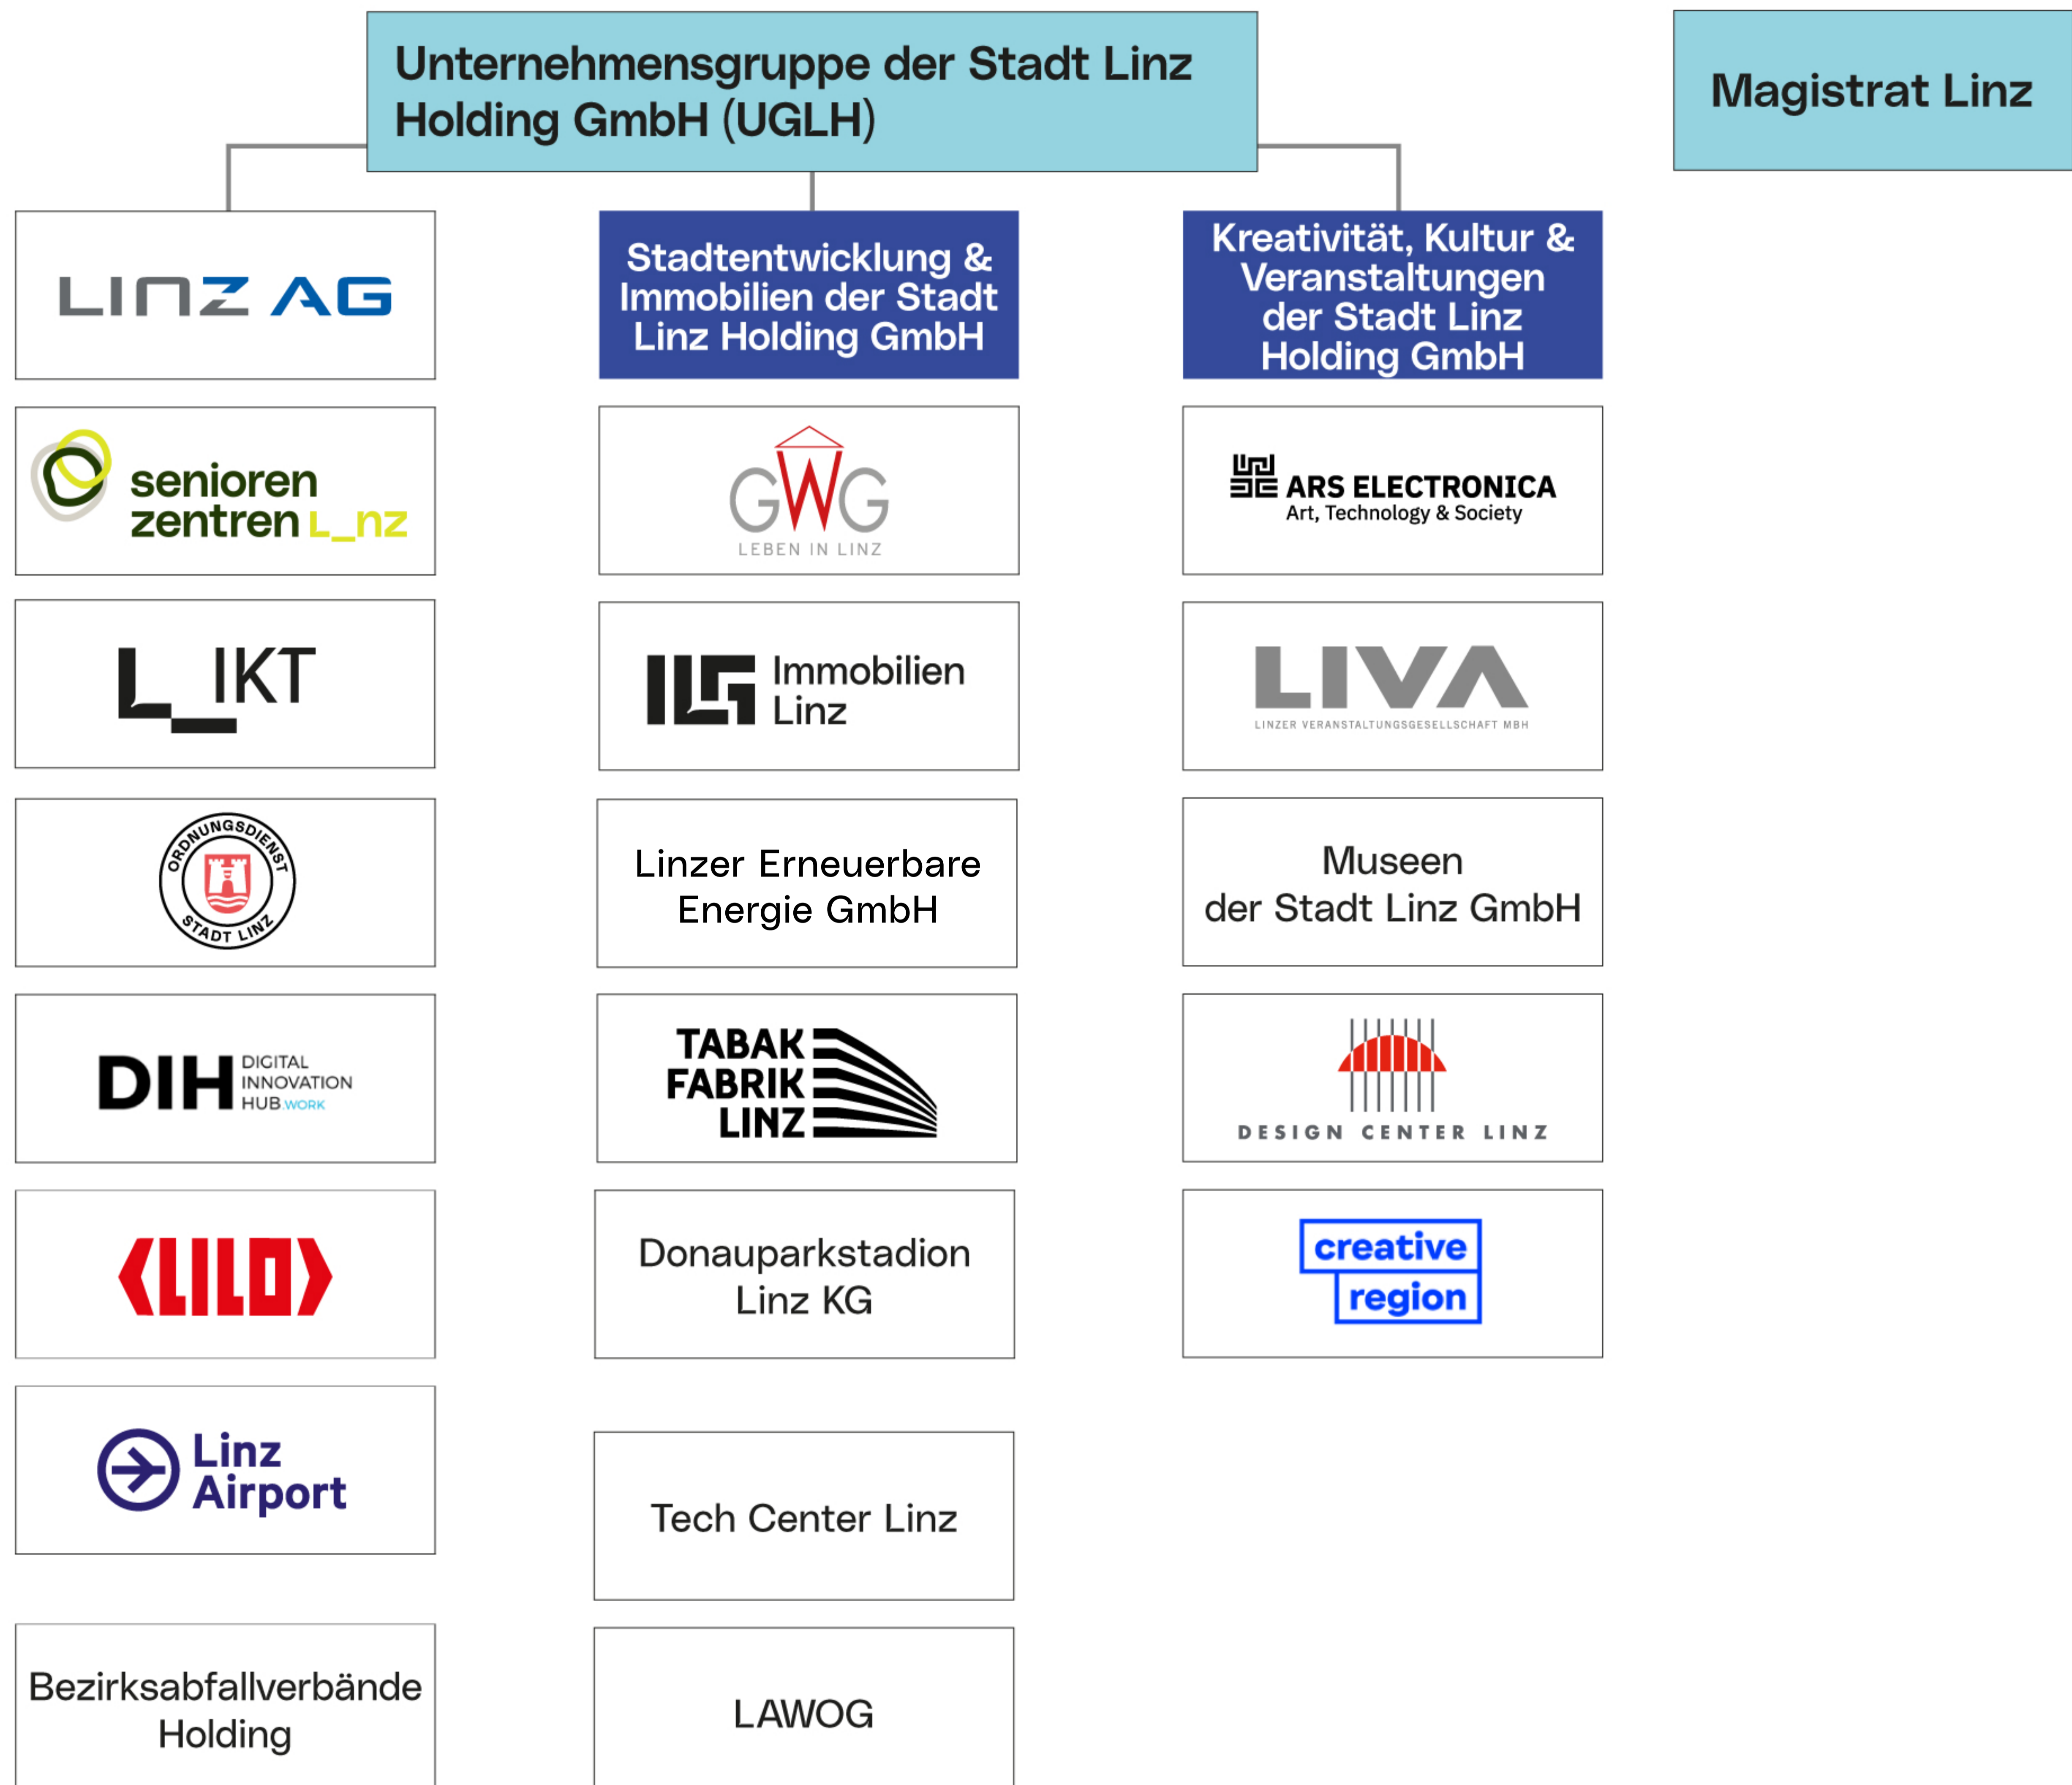 Unternehmensgruppe der Stadt Linz
Holding GmbH (UGLH)
Magistrat Linz
LINZ AG
senioren
zentren L_nz
L_IKT
ORDNUNGSDIENST
STADT LINZ
DIH DIGITAL
INNOVATION
HUB.WORK
LILO
Linz
Airport
Bezirksabfallverbände
Holding
Stadtentwicklung &
Immobilien der Stadt
Linz Holding GmbH
GWG
LEBEN IN LINZ
ILG Immobilien
Linz
Linzer Erneuerbare
Energie GmbH
TABAK
FABRIK
LINZ
Donauparkstadion
Linz KG
Tech Center Linz
LAWOG
Kreativität, Kultur &
Veranstaltungen
der Stadt Linz
Holding GmbH
ARS ELECTRONICA
Art, Technology & Society
LIVA
LINZER VERANSTALTUNGSGESELLSCHAFT MBH
Museen
der Stadt Linz GmbH
DESIGN CENTER LINZ
creative
region